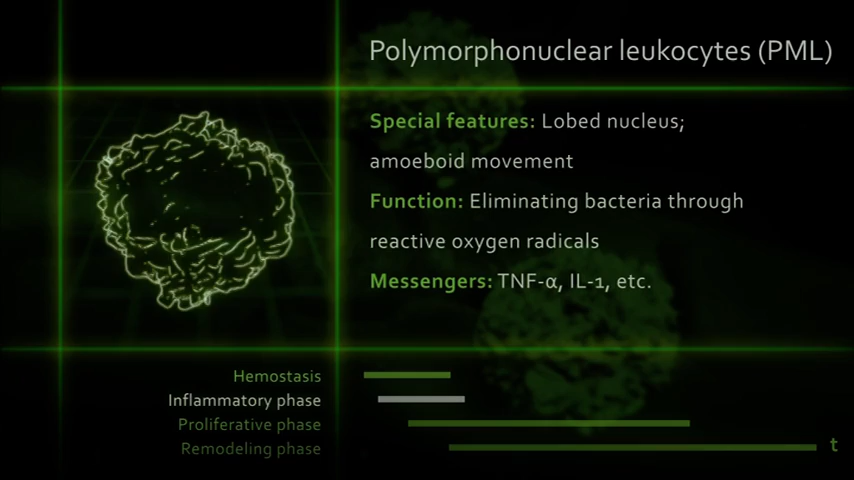 Polymorphonuclear leukocytes (PML)
Special features: Lobed nucleus;
amoeboid movement
Function: Eliminating bacteria through
reactive oxygen radicals
Messengers: TNF-α, IL-1, etc.
Hemostasis
Inflammatory phase
Proliferative phase
Remodeling phase
t